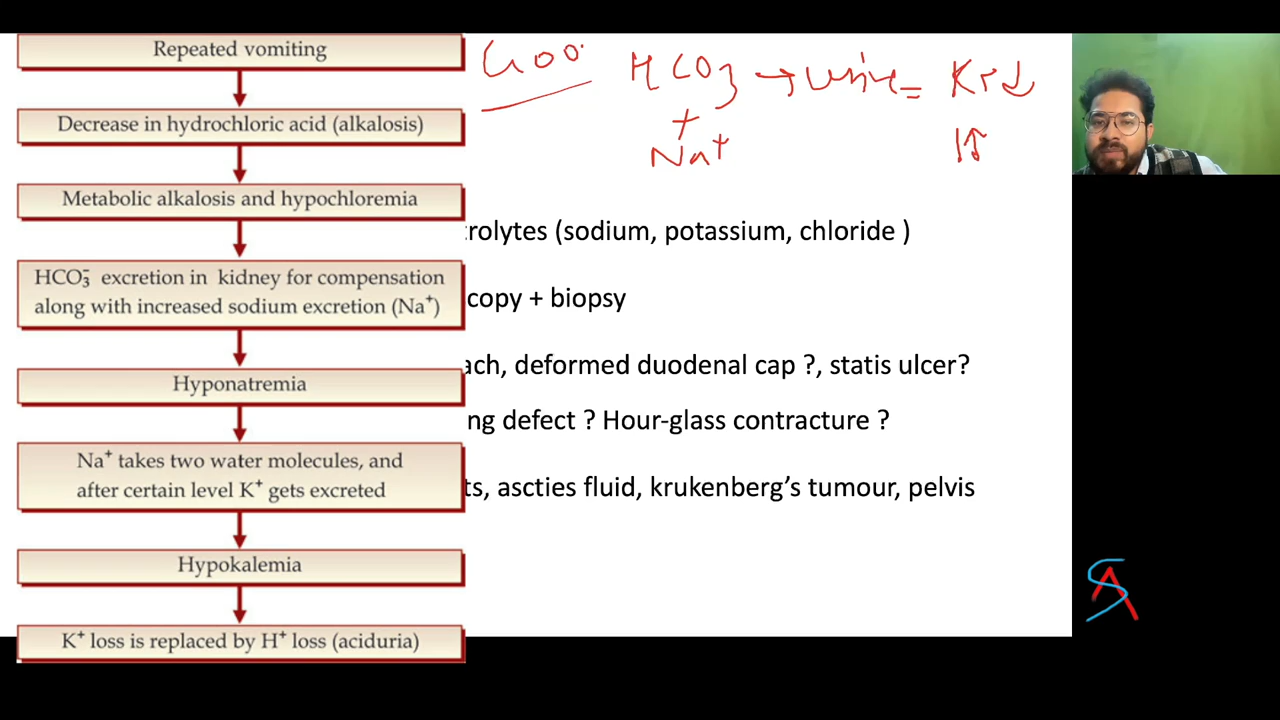 Repeated vomiting
Decrease in hydrochloric acid (alkalosis)
Metabolic alkalosis and hypochloremia
HCO₃⁻ excretion in kidney for compensation
along with increased sodium excretion (Na⁺)
Hyponatremia
Na⁺ takes two water molecules, and
after certain level K⁺ gets excreted
Hypokalemia
K⁺ loss is replaced by H⁺ loss (aciduria)
GOO
HCO3 → urine =
+
Na⁺
trolytes (sodium, potassium, chloride )
copy + biopsy
ach, deformed duodenal cap ?, statis ulcer?
ng defect ? Hour-glass contracture ?
ts, ascties fluid, krukenberg's tumour, pelvis
SA